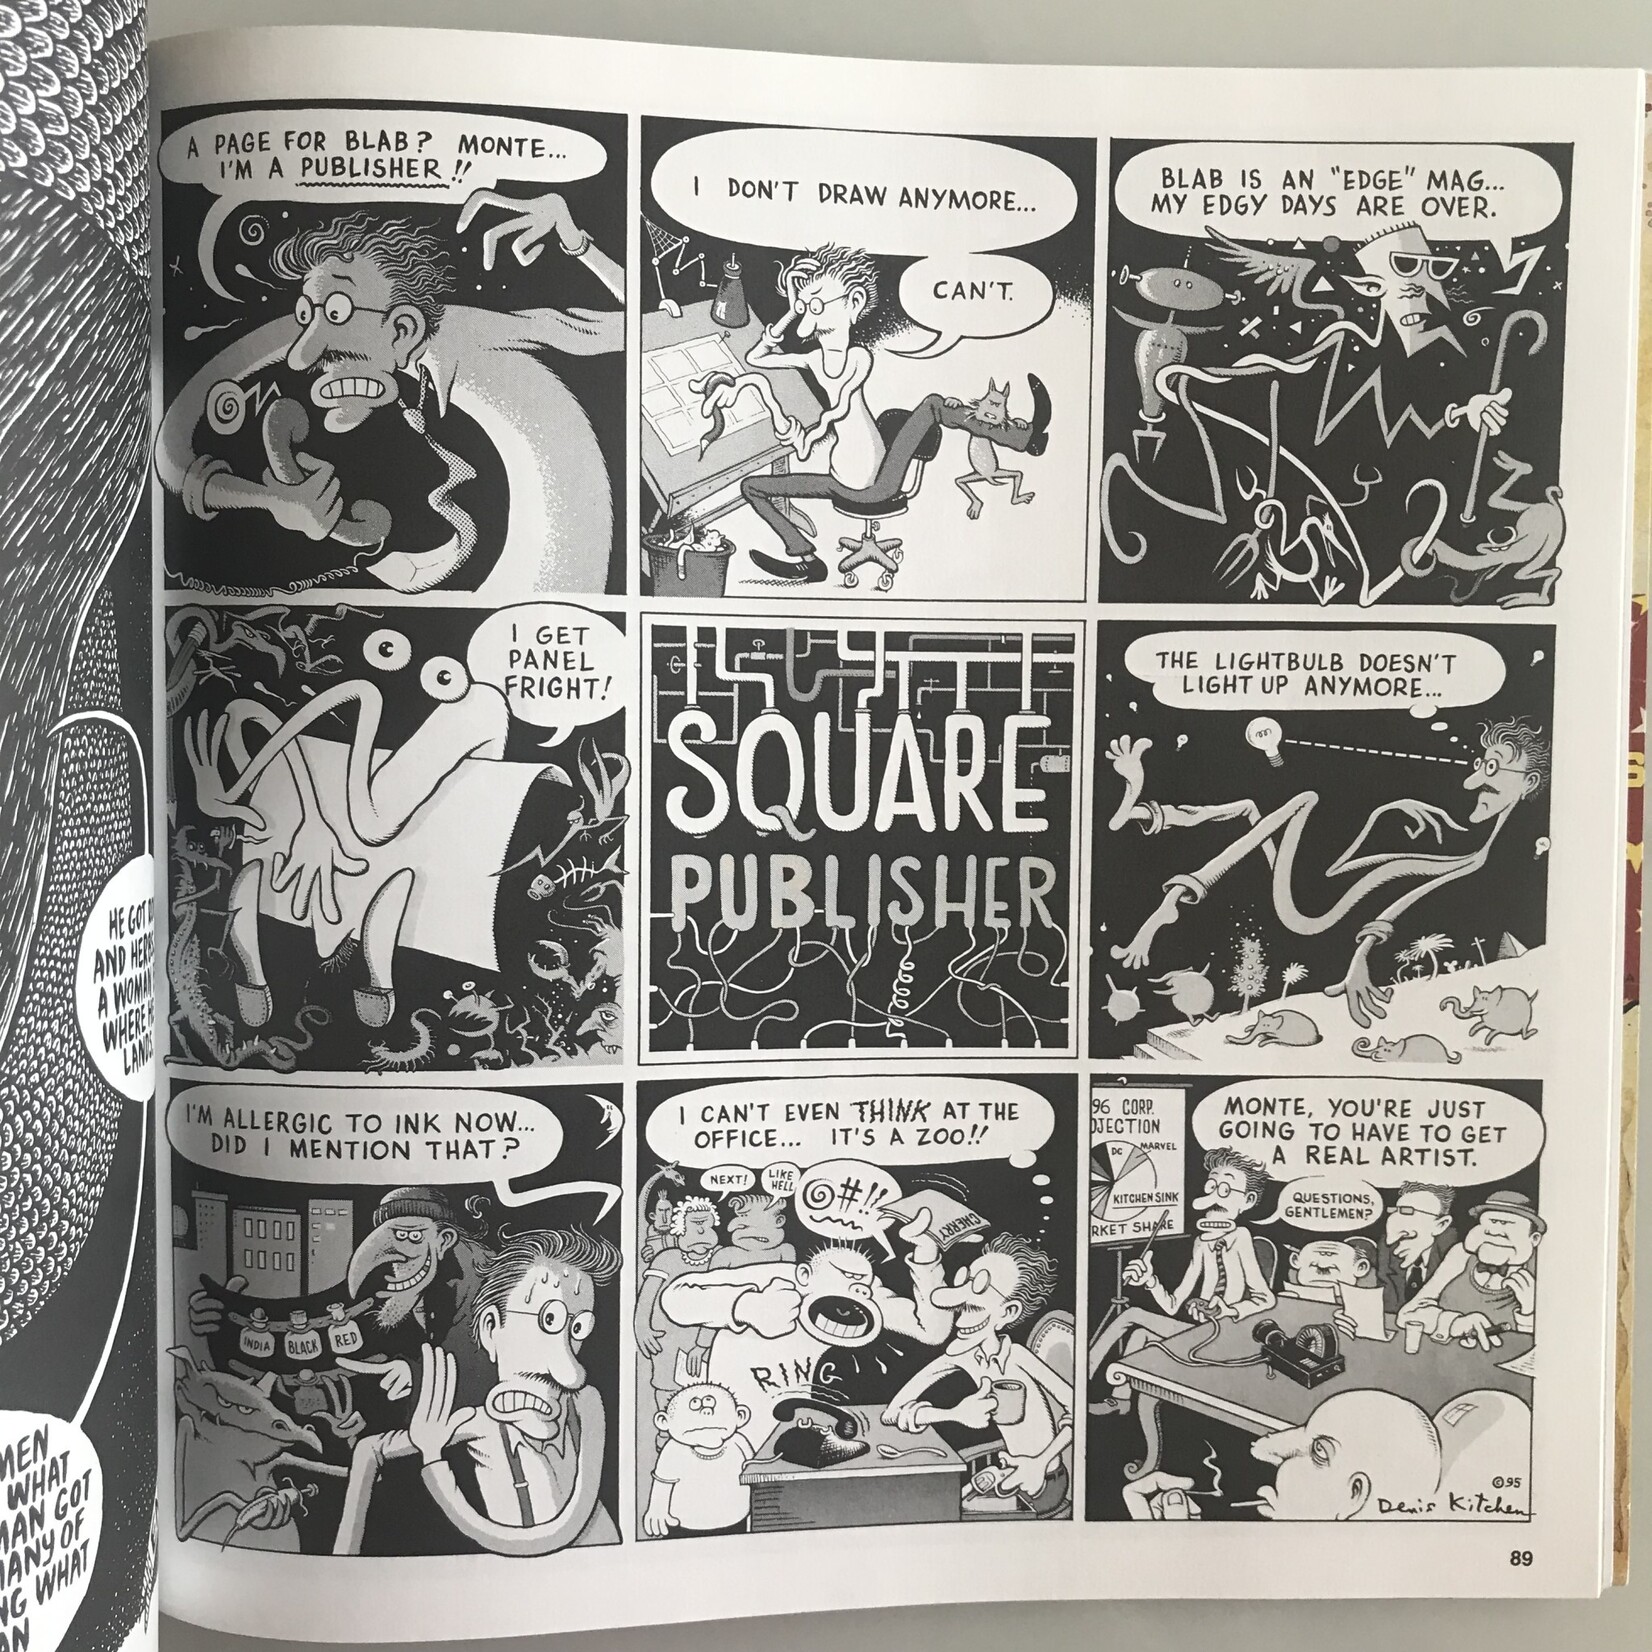 A PAGE FOR BLAB? MONTE...
I'M A PUBLISHER!!
I DON'T DRAW ANYMORE...
CAN'T.
BLAB IS AN "EDGE" MAG...
MY EDGY DAYS ARE OVER.
I GET
PANEL
FRIGHT!
SQUARE
PUBLISHER
THE LIGHTBULB DOESN'T
LIGHT UP ANYMORE...
I'M ALLERGIC TO INK NOW...
DID I MENTION THAT?
INDIA
BLACK
RED
I CAN'T EVEN THINK AT THE
OFFICE... IT'S A ZOO!!
NEXT!
LIKE
HELL
@#!!
CHERRY
RING
MONTE, YOU'RE JUST
GOING TO HAVE TO GET
A REAL ARTIST.
QUESTIONS,
GENTLEMEN?
96 CORP.
OJECTION
DC
MARVEL
KITCHEN SINK
RKET SHARE
©95
Denis Kitchen
89
HE GOT
AND HER
A WOMAN
WHERE
LAND
MEN
WHAT
MAN GOT
MANY OF
NG WHAT
AN